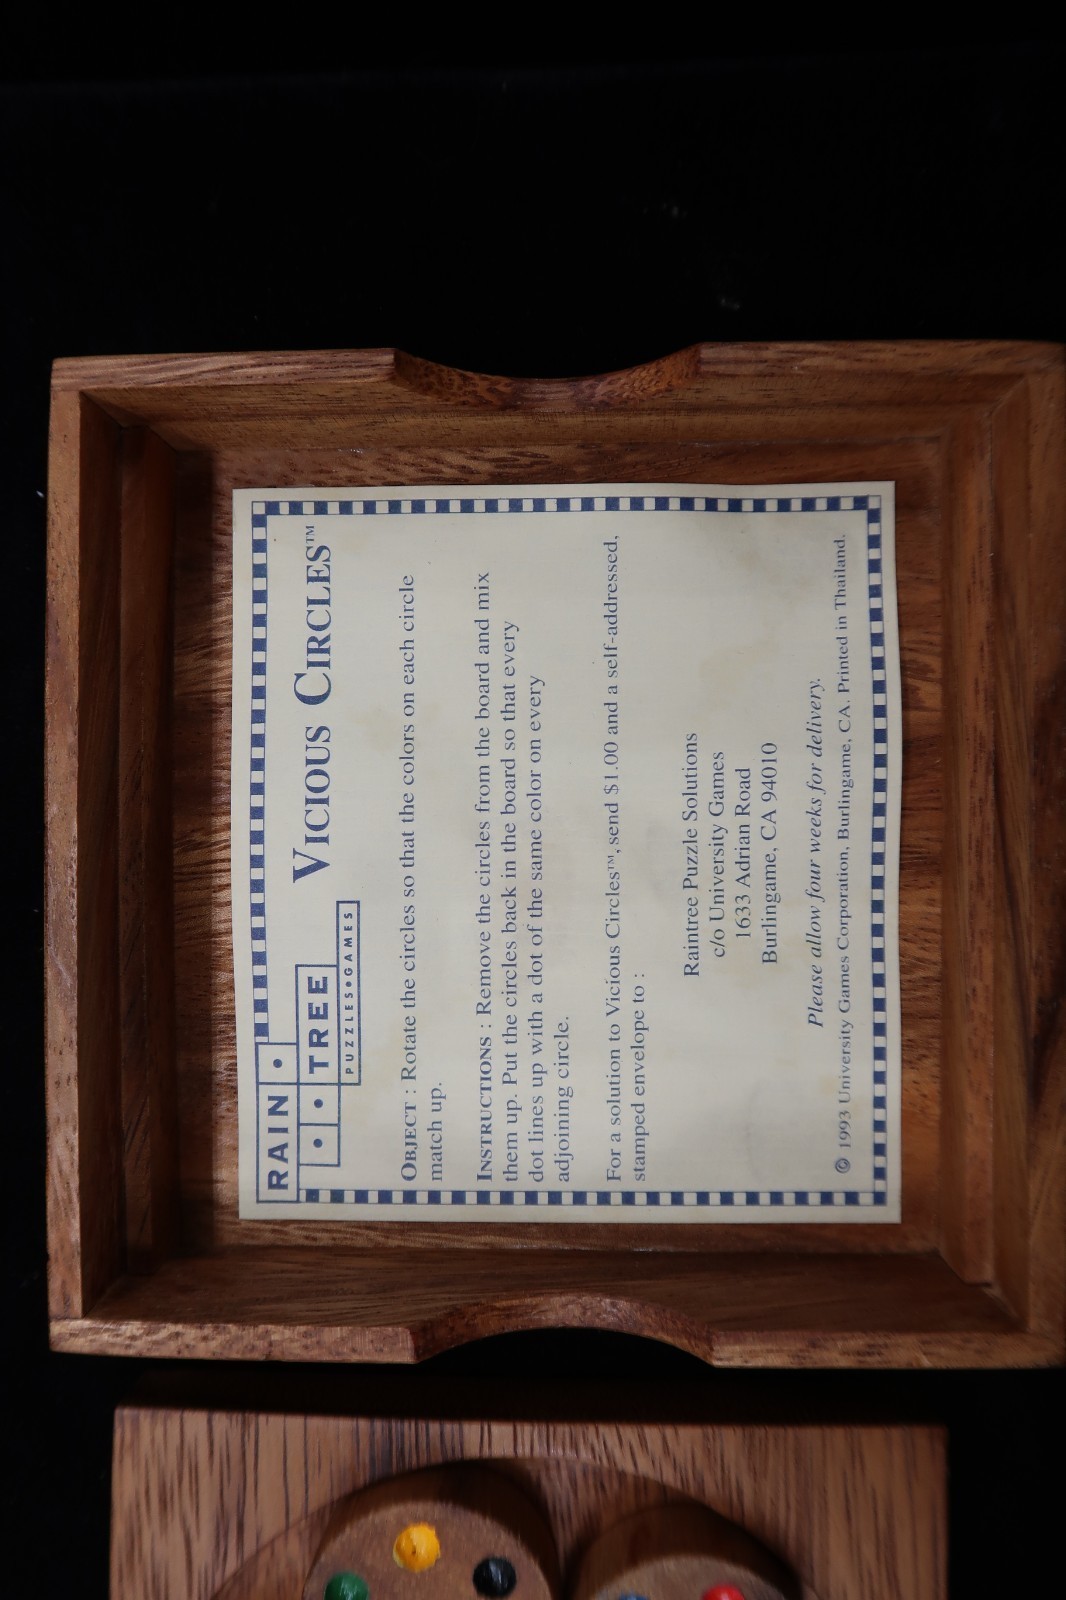 RAIN •
• • TREE
PUZZLES•GAMES
VICIOUS CIRCLES™
OBJECT : Rotate the circles so that the colors on each circle
match up.
INSTRUCTIONS : Remove the circles from the board and mix
them up. Put the circles back in the board so that every
dot lines up with a dot of the same color on every
adjoining circle.
For a solution to Vicious Circles™, send $1.00 and a self-addressed,
stamped envelope to :
Raintree Puzzle Solutions
c/o University Games
1633 Adrian Road
Burlingame, CA 94010
Please allow four weeks for delivery.
© 1993 University Games Corporation, Burlingame, CA. Printed in Thailand.